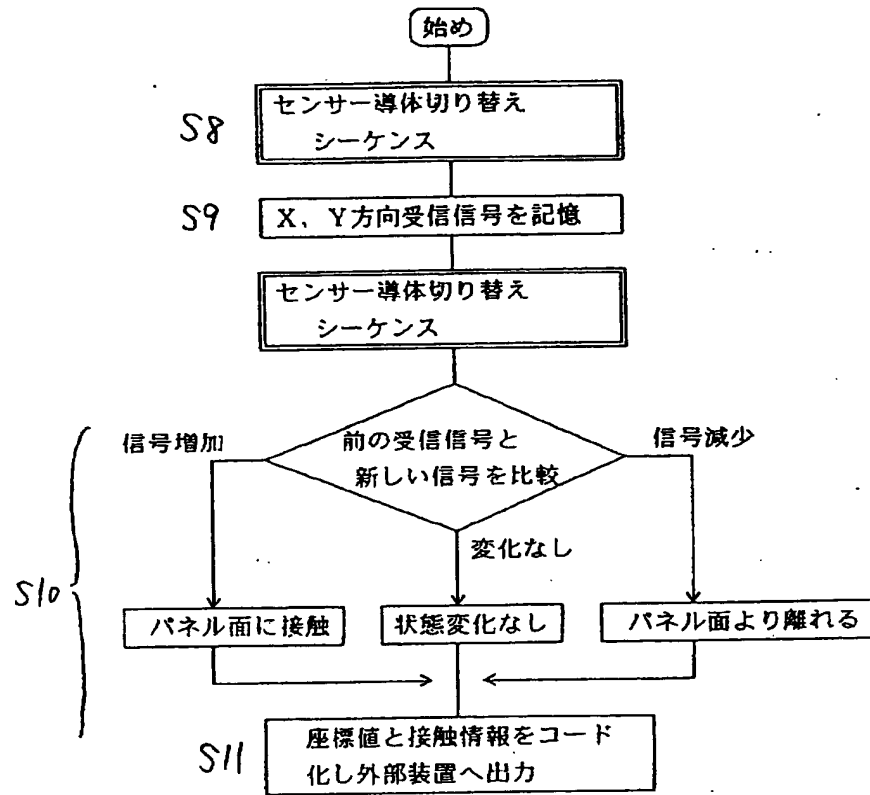 始め
センサー導体切り替え
シーケンス
S8
S9
X、Y方向受信信号を記憶
センサー導体切り替え
シーケンス
信号増加
前の受信信号と
新しい信号を比較
信号減少
変化なし
S10
パネル面に接触
状態変化なし
パネル面より離れる
S11
座標値と接触情報をコード
化し外部装置へ出力